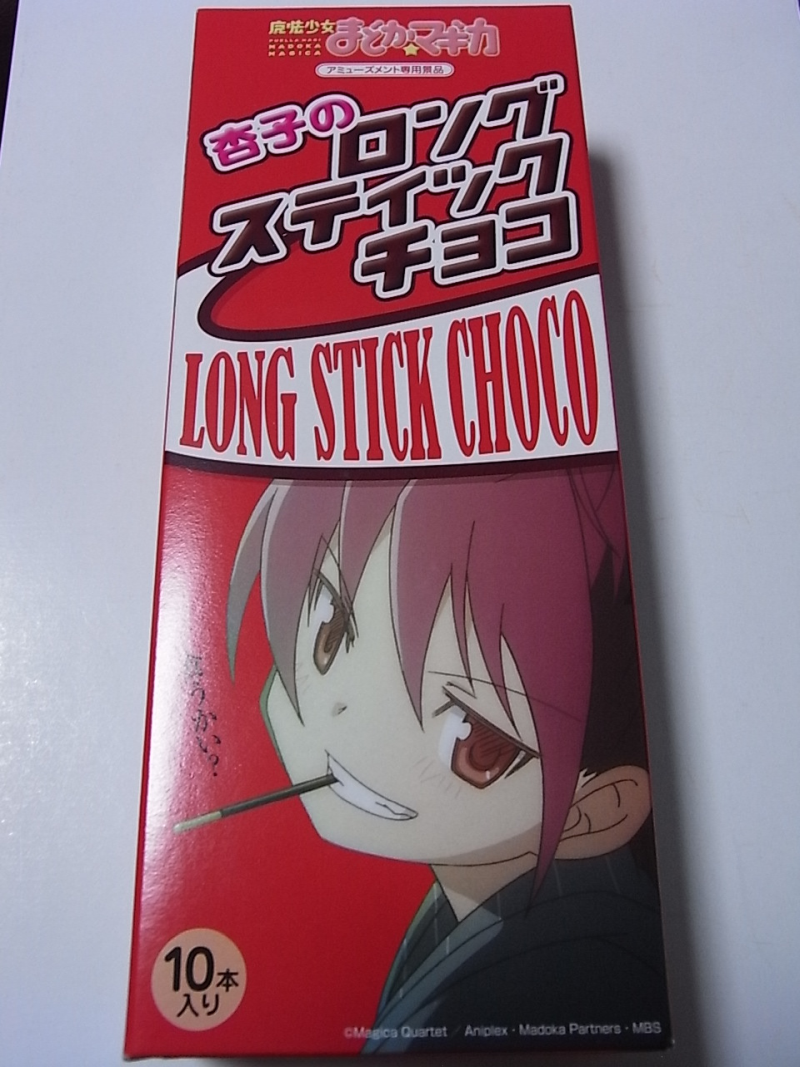 魔法少女
まどか★マギカ
PUELLA MAGI
MADOKA
MAGICA
アミューズメント専用景品
杏子の
ロング
スティック
チョコ
LONG STICK CHOCO
うかい?
10本
入り
©Magica Quartet / Aniplex・Madoka Partners・MBS